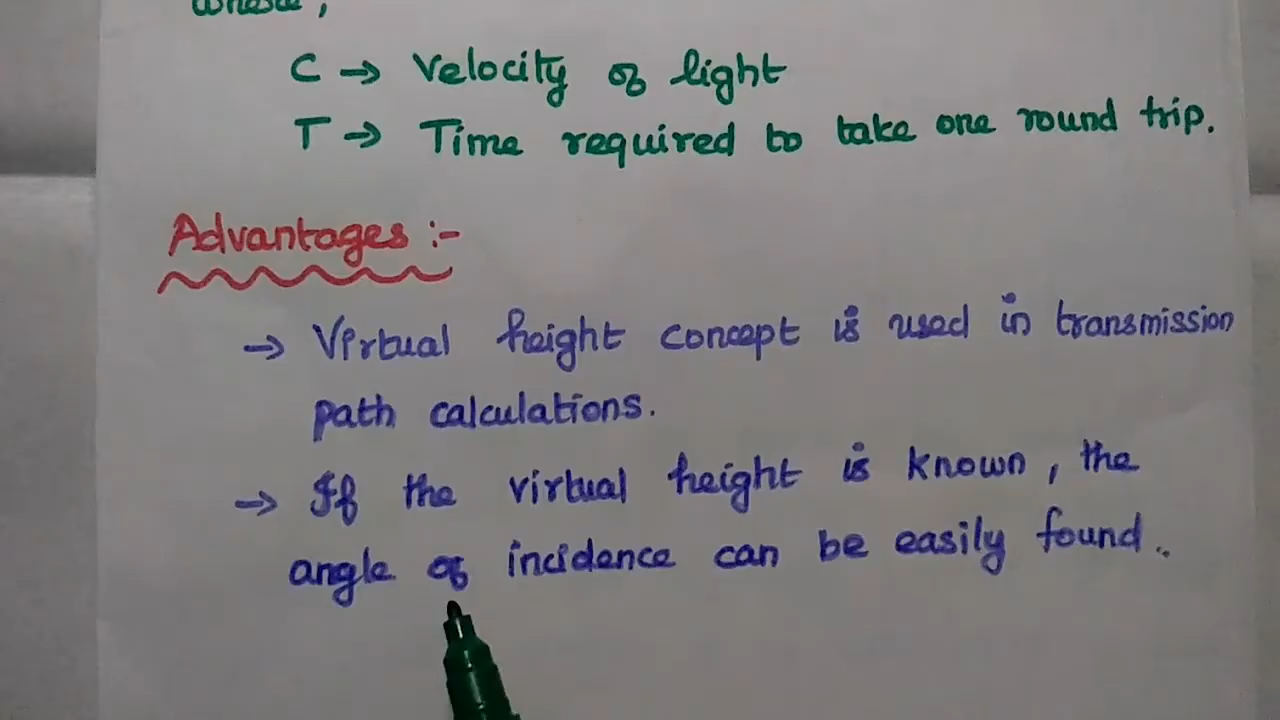 where,
C → Velocity of light
T → Time required to take one round trip.
Advantages :-
→ Virtual height concept is used in transmission
path calculations.
→ If the virtual height is known, the
angle of incidence can be easily found..